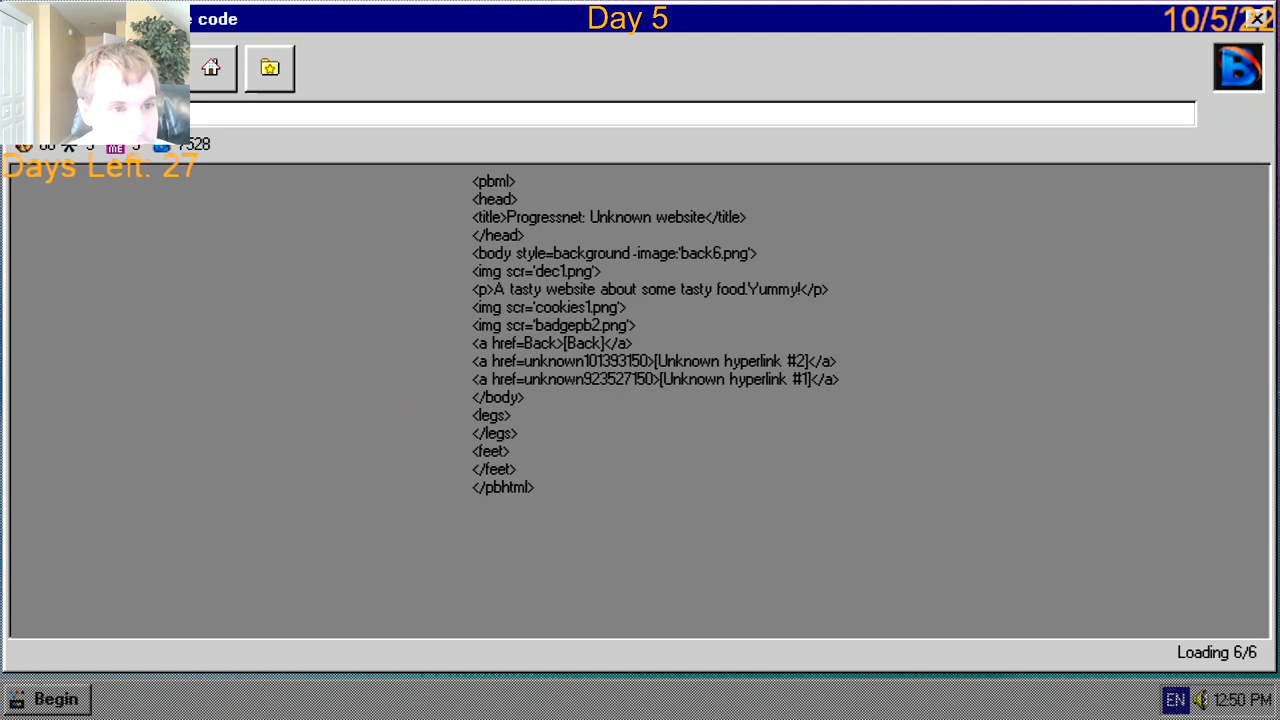 code
Day 5
10/5/22
7528
Days Left: 27
<pbml>
<head>
<title>Progressnet: Unknown website</title>
</head>
<body style=background-image:'back6.png'>
<img scr='dec1.png'>
<p>A tasty website about some tasty food.Yummy!</p>
<img scr='cookies1.png'>
<img scr='badgepb2.png'>
<a href=Back>[Back]</a>
<a href=unknown101393150>[Unknown hyperlink #2]</a>
<a href=unknown923527150>[Unknown hyperlink #1]</a>
</body>
<legs>
</legs>
<feet>
</feet>
</pbhtml>
Loading 6/6
Begin
EN 12:50 PM